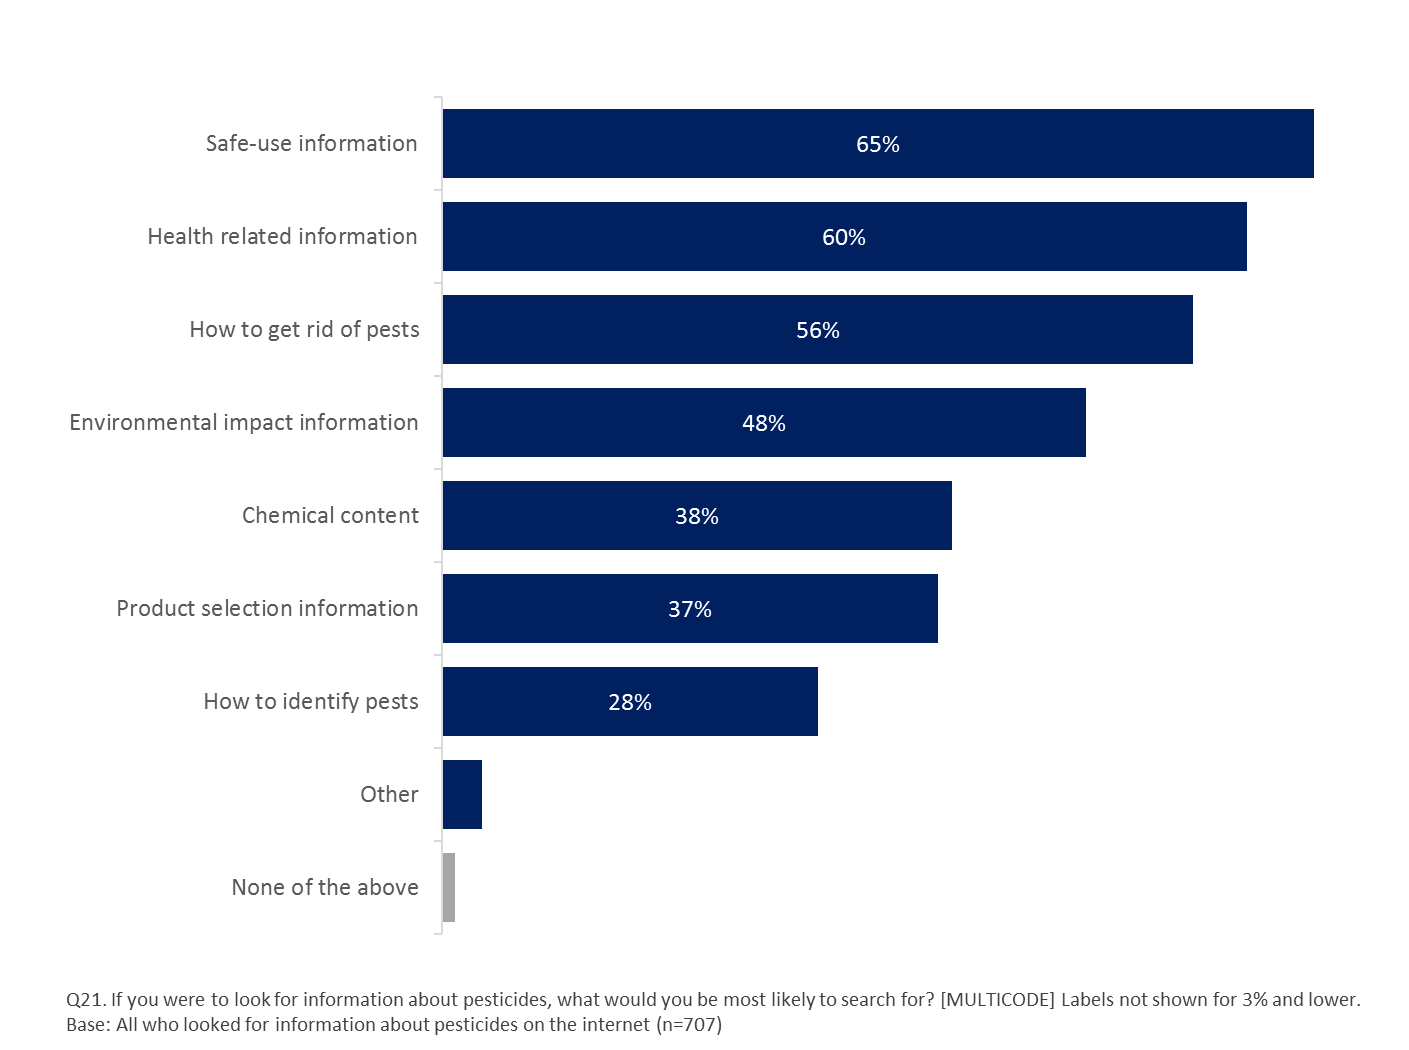 Safe-use information
65%
Health related information
60%
How to get rid of pests
56%
Environmental impact information
48%
Chemical content
38%
Product selection information
37%
How to identify pests
28%
Other
None of the above
Q21. If you were to look for information about pesticides, what would you be most likely to search for? [MULTICODE] Labels not shown for 3% and lower.
Base: All who looked for information about pesticides on the internet (n=707)